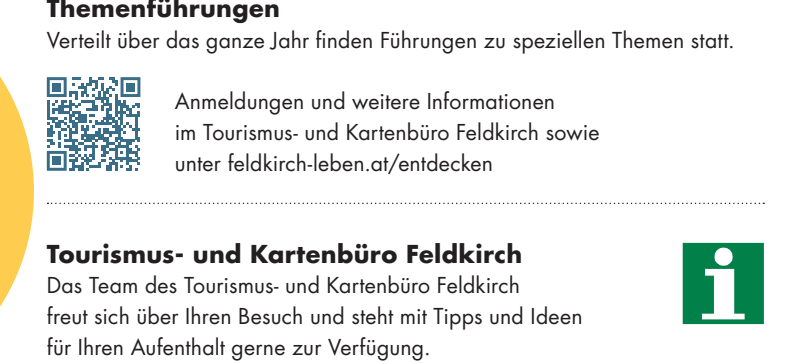 Themenführungen
Verteilt über das ganze Jahr finden Führungen zu speziellen Themen statt.
Anmeldungen und weitere Informationen
im Tourismus- und Kartenbüro Feldkirch sowie
unter feldkirch-leben.at/entdecken
Tourismus- und Kartenbüro Feldkirch
Das Team des Tourismus- und Kartenbüro Feldkirch
freut sich über Ihren Besuch und steht mit Tipps und Ideen
für Ihren Aufenthalt gerne zur Verfügung.
i